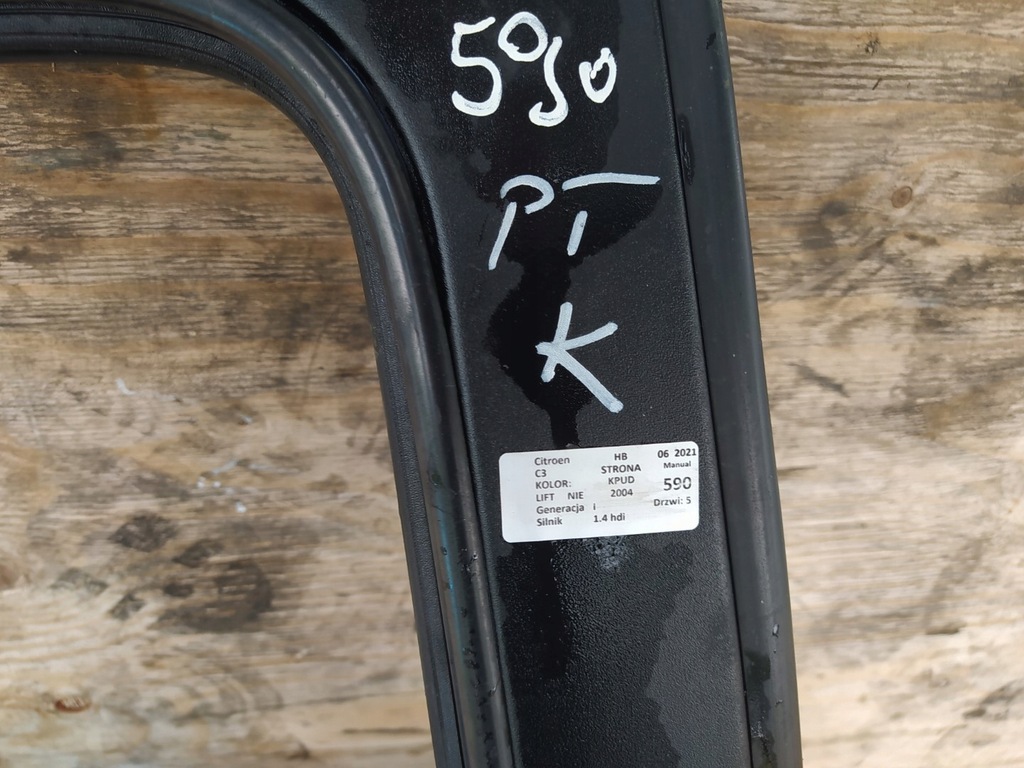 590
PT
K
Citroen HB 06 2021
C3 STRONA Manual
KOLOR: KPUD 590
LIFT NIE 2004 Drzwi: 5
Generacja i
Silnik 1.4 hdi